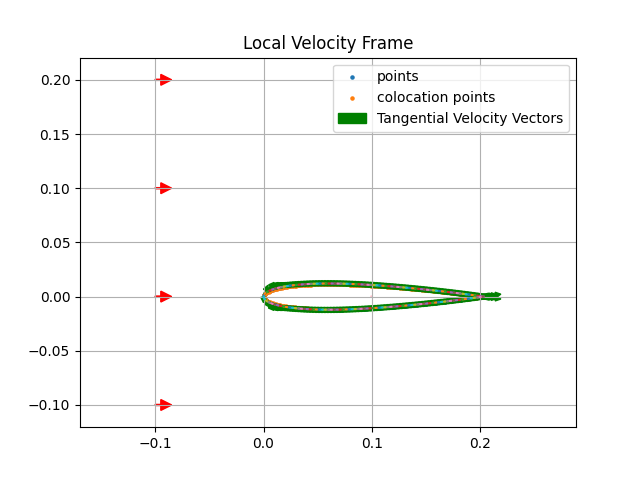 Local Velocity Frame
points
colocation points
Tangential Velocity Vectors
0.20
0.15
0.10
0.05
0.00
−0.05
−0.10
−0.1 0.0 0.1 0.2